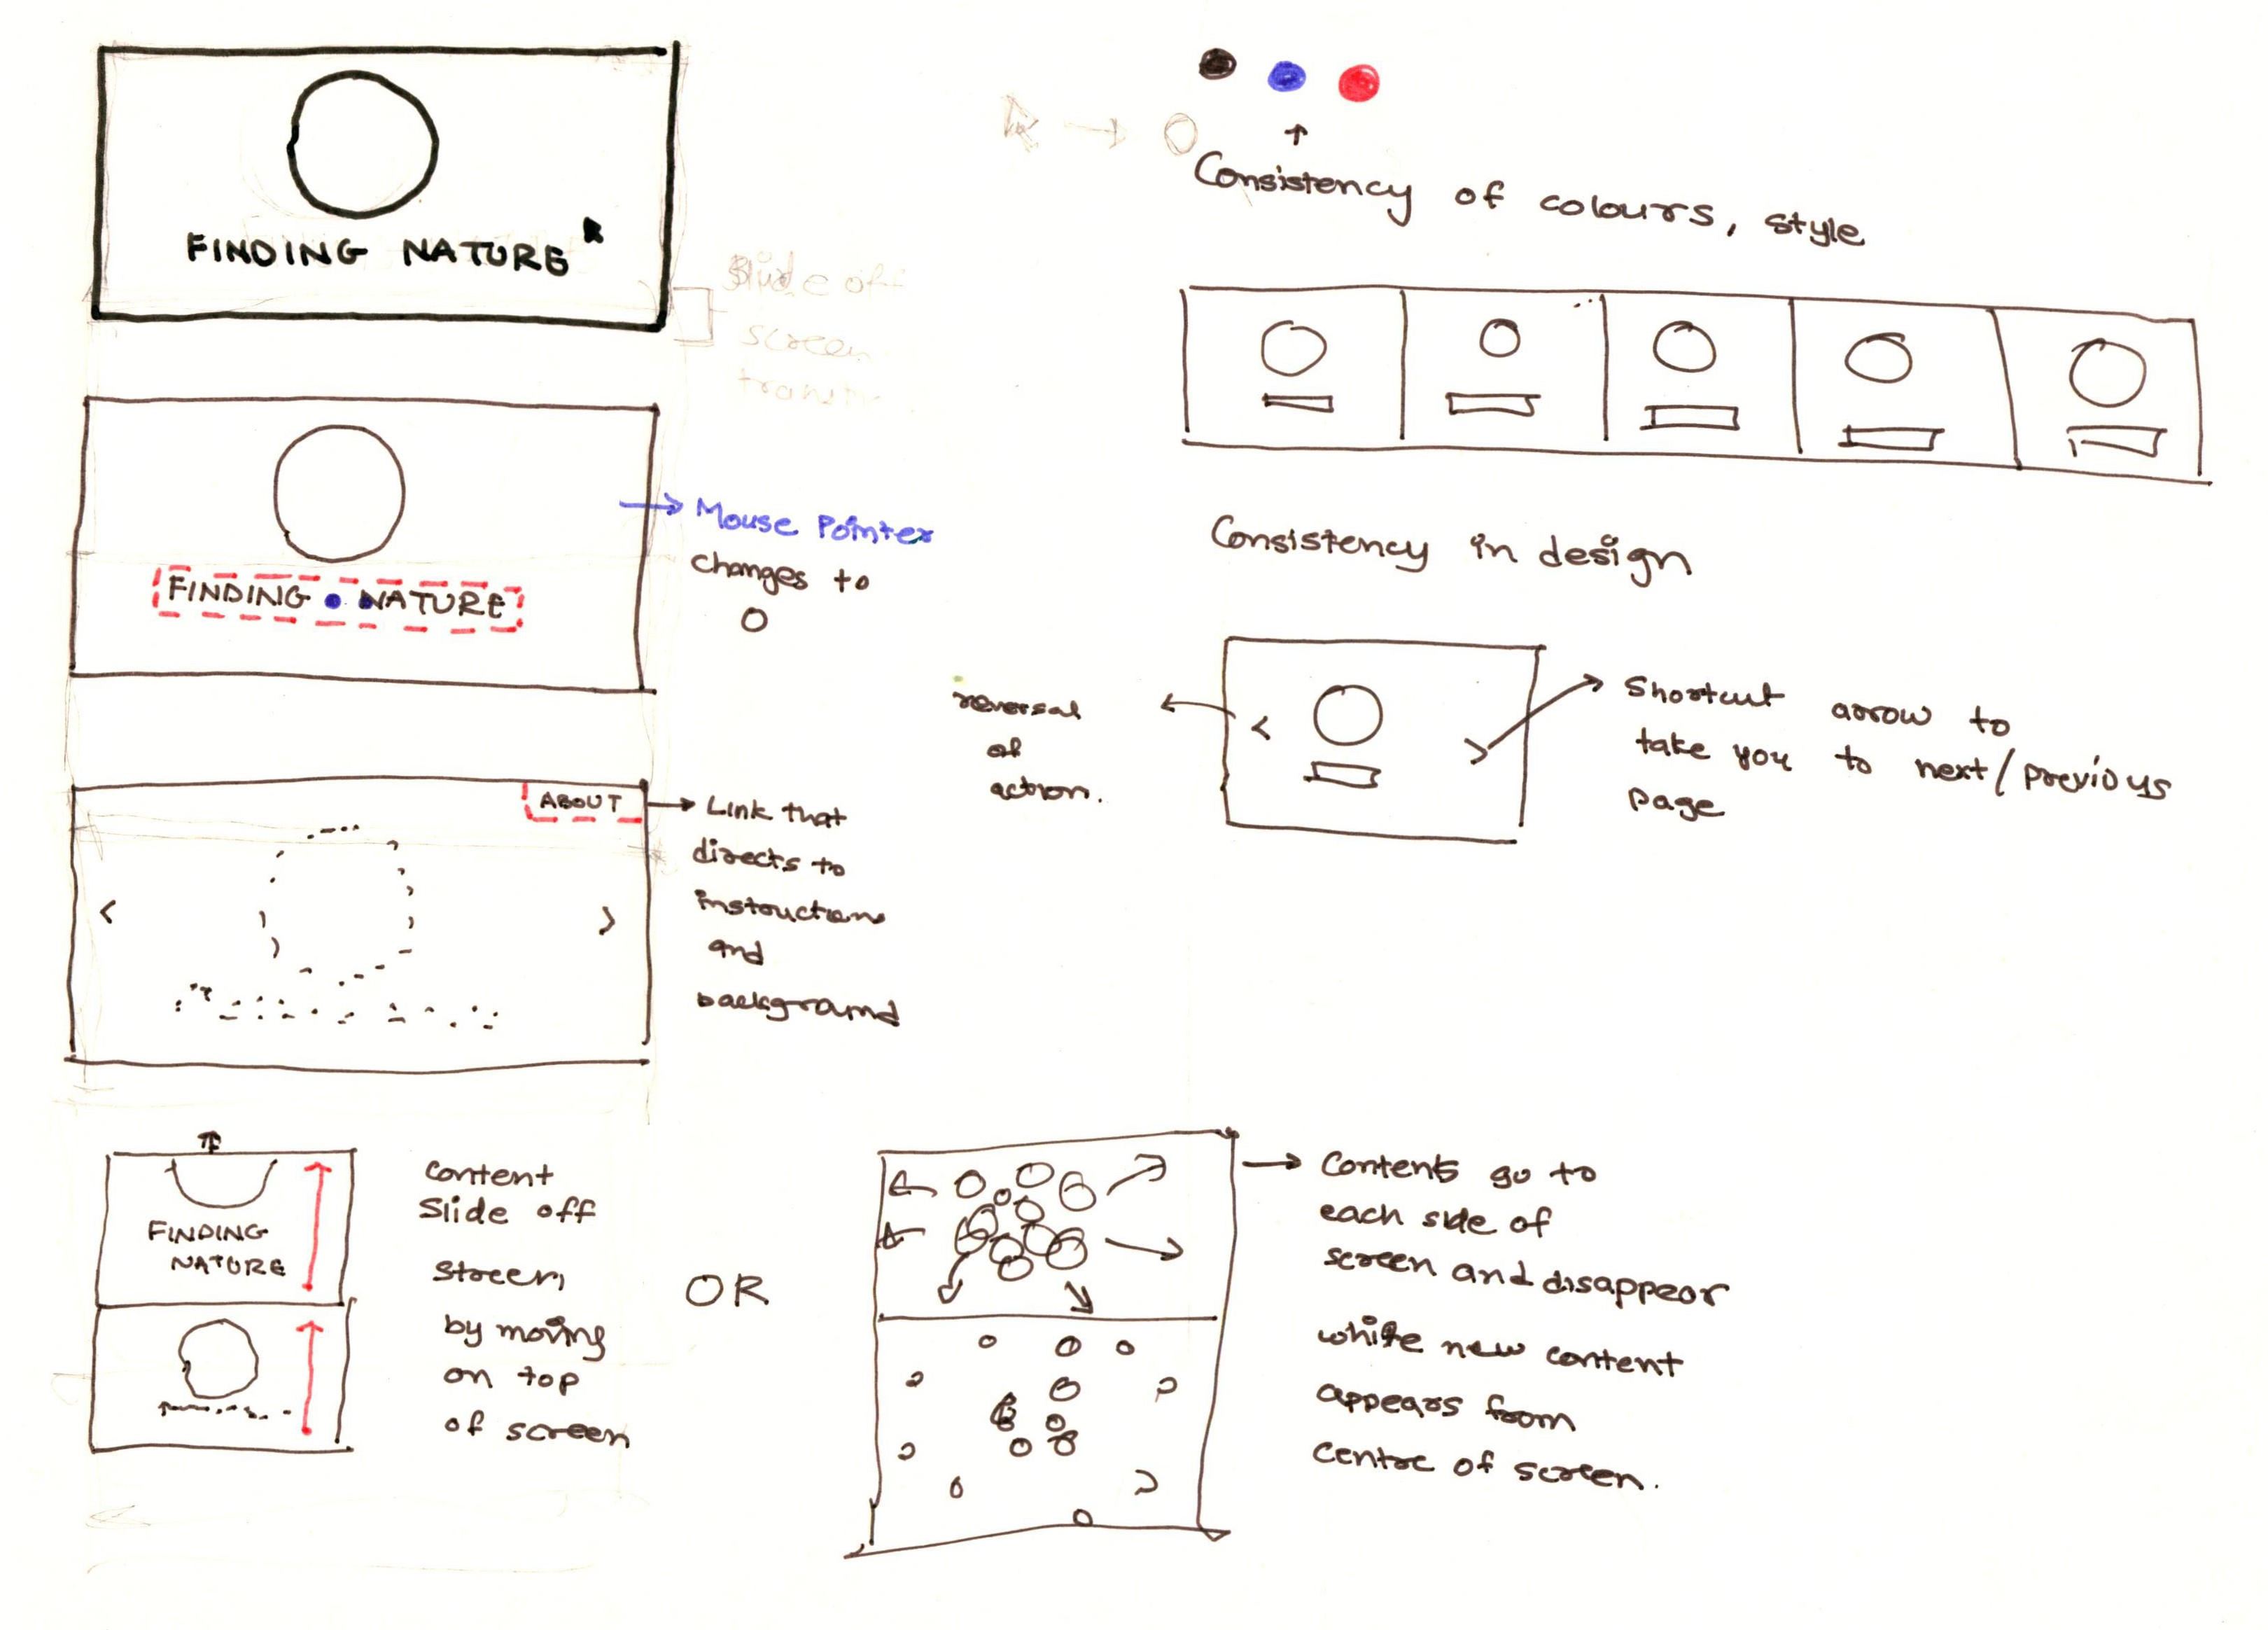 FINDING NATURE
Slide off
screen
FINDING NATURE
Mouse Pointer
changes to
O
ABOUT
Link that
directs to
instructions
and
background
FINDING
NATURE
content
slide off
screen,
by moving
on top
of screen
OR
Contents go to
each side of
screen and disappear
while new content
appears from
centre of screen.
Consistency of colours, style
Consistency in design
reversal
of
action.
< >
Shortcut arrow to
take you to next/previous
page